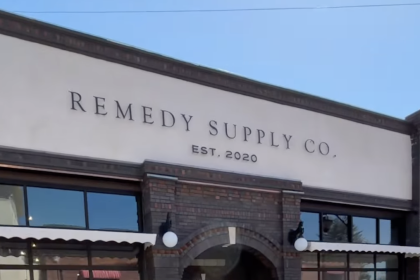 REMEDY SUPPLY CO.
EST. 2020